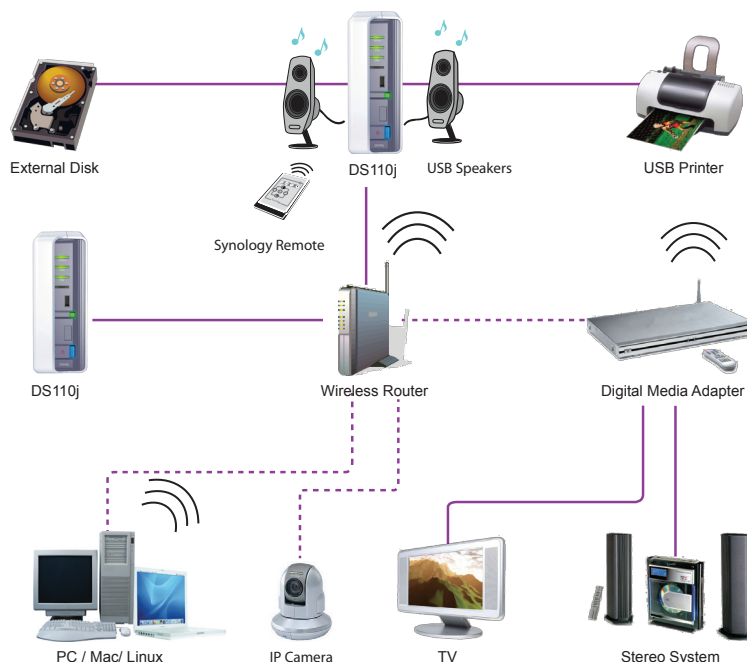 External Disk
DS110j
USB Speakers
USB Printer
Synology Remote
DS110j
Wireless Router
Digital Media Adapter
PC / Mac/ Linux
IP Camera
TV
Stereo System